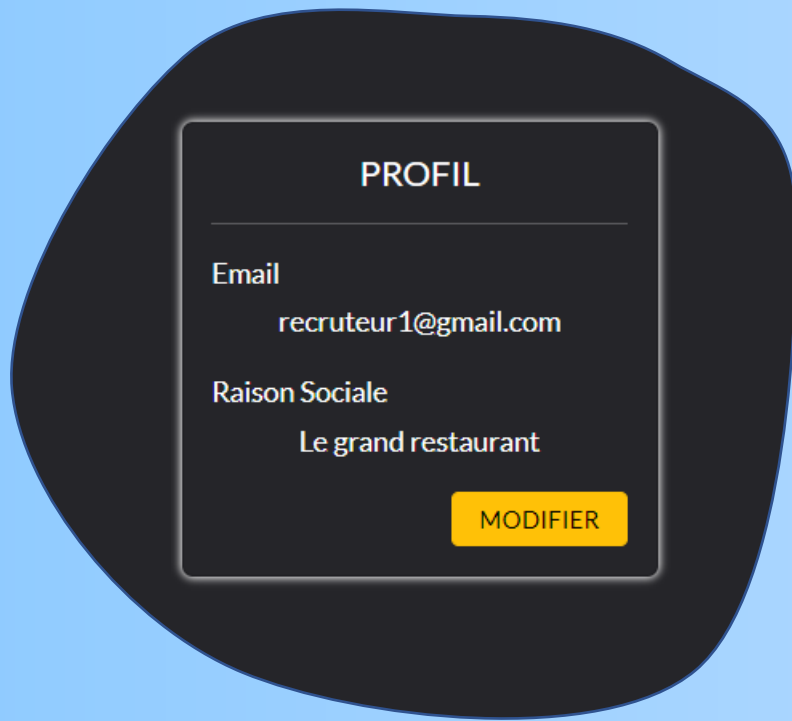 PROFIL
Email
recruteur1@gmail.com
Raison Sociale
Le grand restaurant
MODIFIER